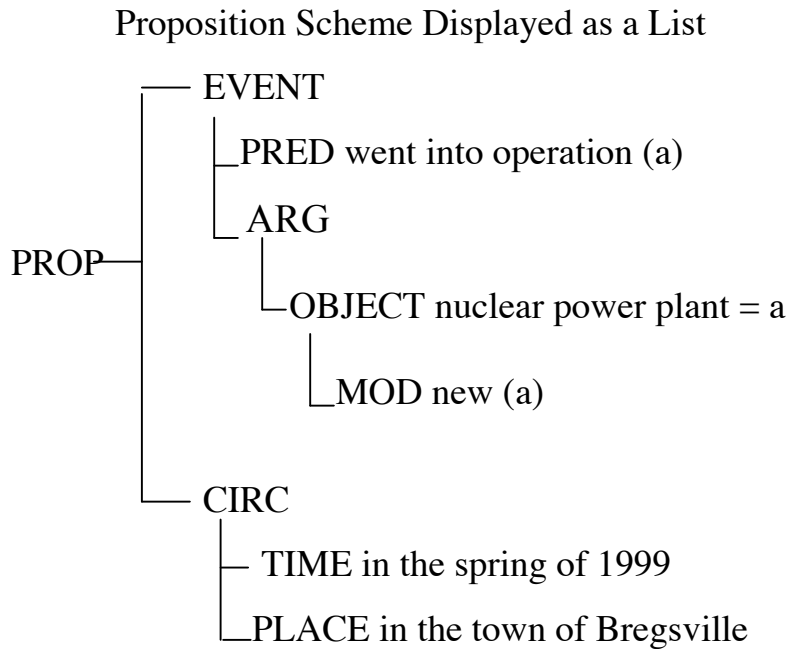 Proposition Scheme Displayed as a List
EVENT
PRED went into operation (a)
ARG
PROP
OBJECT nuclear power plant = a
MOD new (a)
CIRC
TIME in the spring of 1999
PLACE in the town of Bregsville